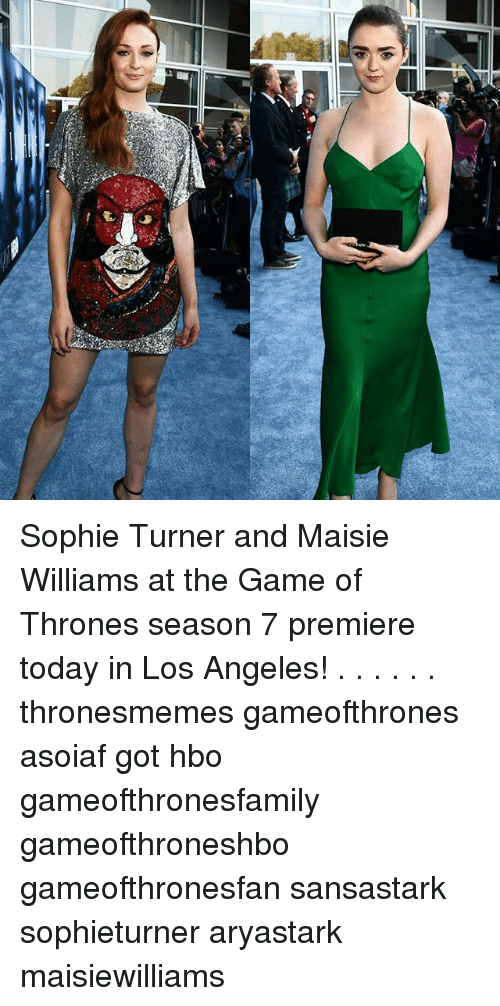 Sophie Turner and Maisie
Williams at the Game of
Thrones season 7 premiere
today in Los Angeles! . . . . . .
thronesmemes gameofthrones
asoiaf got hbo
gameofthronesfamily
gameofthroneshbo
gameofthronesfan sansastark
sophieturner aryastark
maisiewilliams